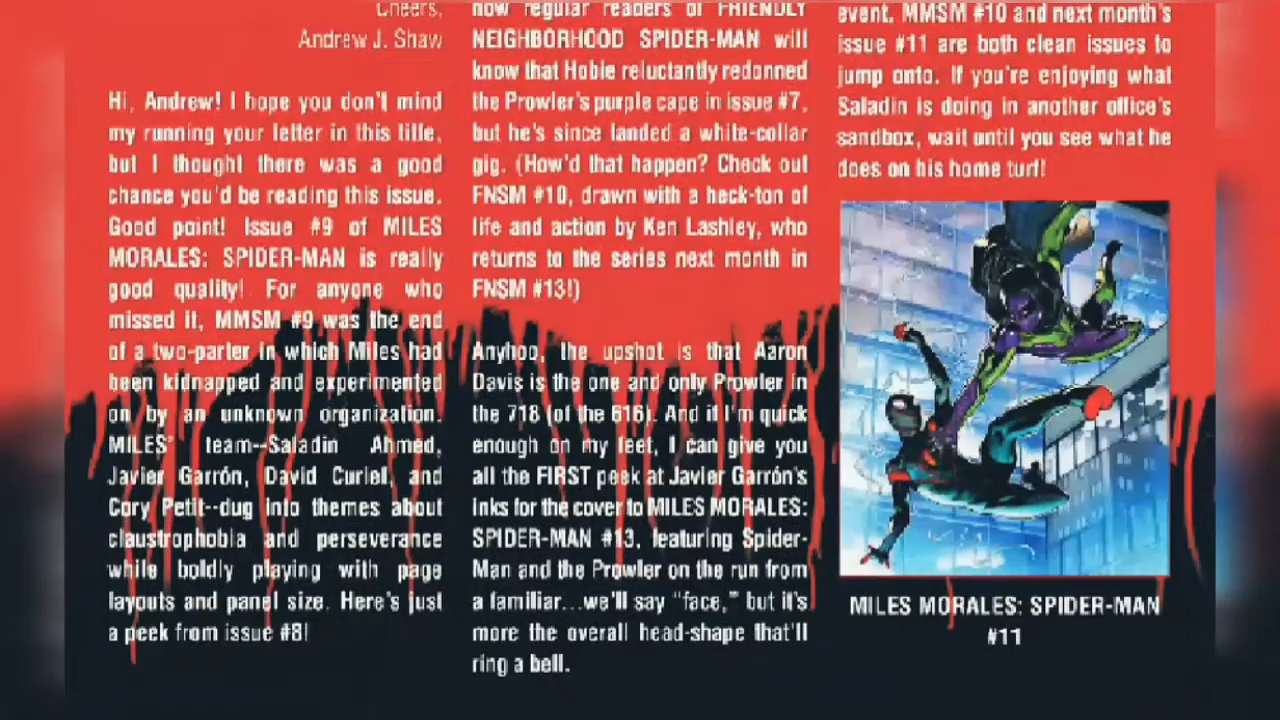 Cheers,
Andrew J. Shaw
Hi, Andrew! I hope you don't mind
my running your letter in this title,
but I thought there was a good
chance you'd be reading this issue.
Good point! Issue #9 of MILES
MORALES: SPIDER-MAN is really
good quality! For anyone who
missed it, MMSM #9 was the end
of a two-parter in which Miles had
been kidnapped and experimented
on by an unknown organization.
MILES' team--Saladin Ahmed,
Javier Garrón, David Curiel, and
Cory Petit--dug into themes about
claustrophobia and perseverance
while boldly playing with page
layouts and panel size. Here's just
a peek from issue #8!
now regular readers of FRIENDLY
NEIGHBORHOOD SPIDER-MAN will
know that Hobie reluctantly redonned
the Prowler's purple cape in issue #7,
but he's since landed a white-collar
gig. (How'd that happen? Check out
FNSM #10, drawn with a heck-ton of
life and action by Ken Lashley, who
returns to the series next month in
FNSM #13!)
Anyhoo, the upshot is that Aaron
Davis is the one and only Prowler in
the 718 (of the 616). And if I'm quick
enough on my feet, I can give you
all the FIRST peek at Javier Garrón's
inks for the cover to MILES MORALES:
SPIDER-MAN #13, featuring Spider-
Man and the Prowler on the run from
a familiar...we'll say "face," but it's
more the overall head-shape that'll
ring a bell.
event. MMSM #10 and next month's
issue #11 are both clean issues to
jump onto. If you're enjoying what
Saladin is doing in another office's
sandbox, wait until you see what he
does on his home turf!
MILES MORALES: SPIDER-MAN
#11